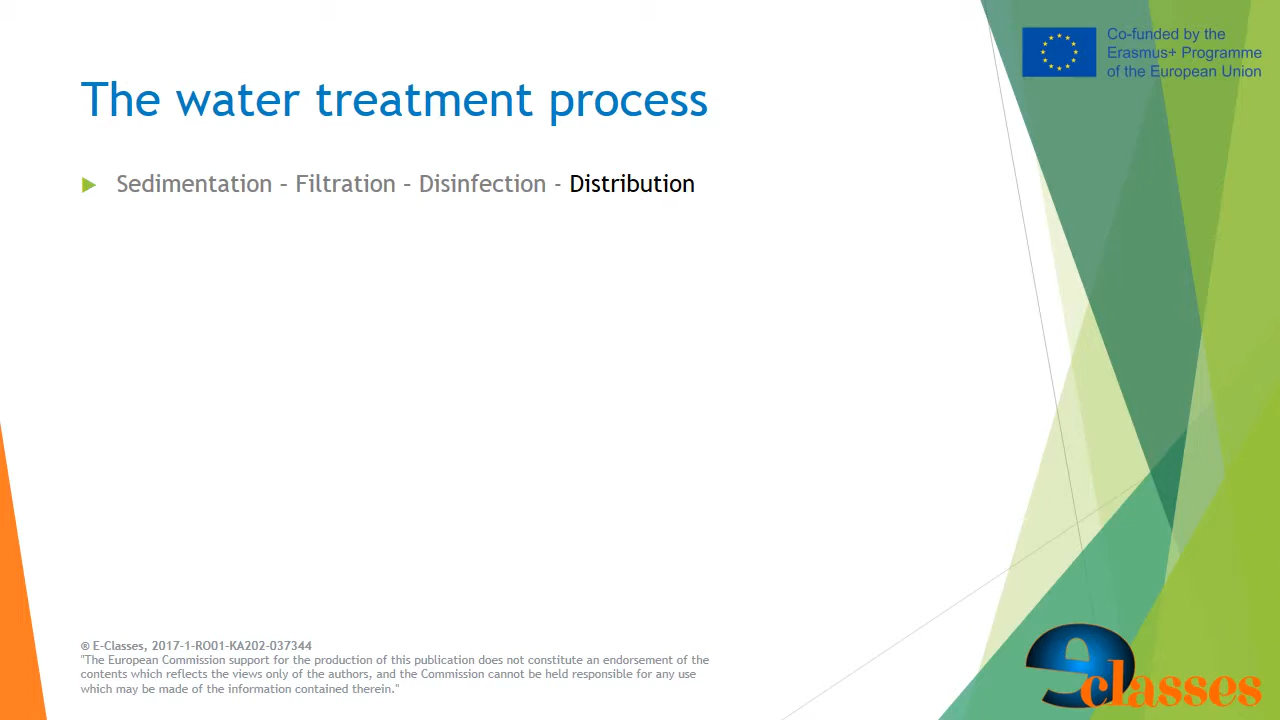 Co-funded by the
Erasmus+ Programme
of the European Union
The water treatment process
Sedimentation – Filtration – Disinfection - Distribution
® E-Classes, 2017-1-RO01-KA202-037344
"The European Commission support for the production of this publication does not constitute an endorsement of the
contents which reflects the views only of the authors, and the Commission cannot be held responsible for any use
which may be made of the information contained therein."
e classes